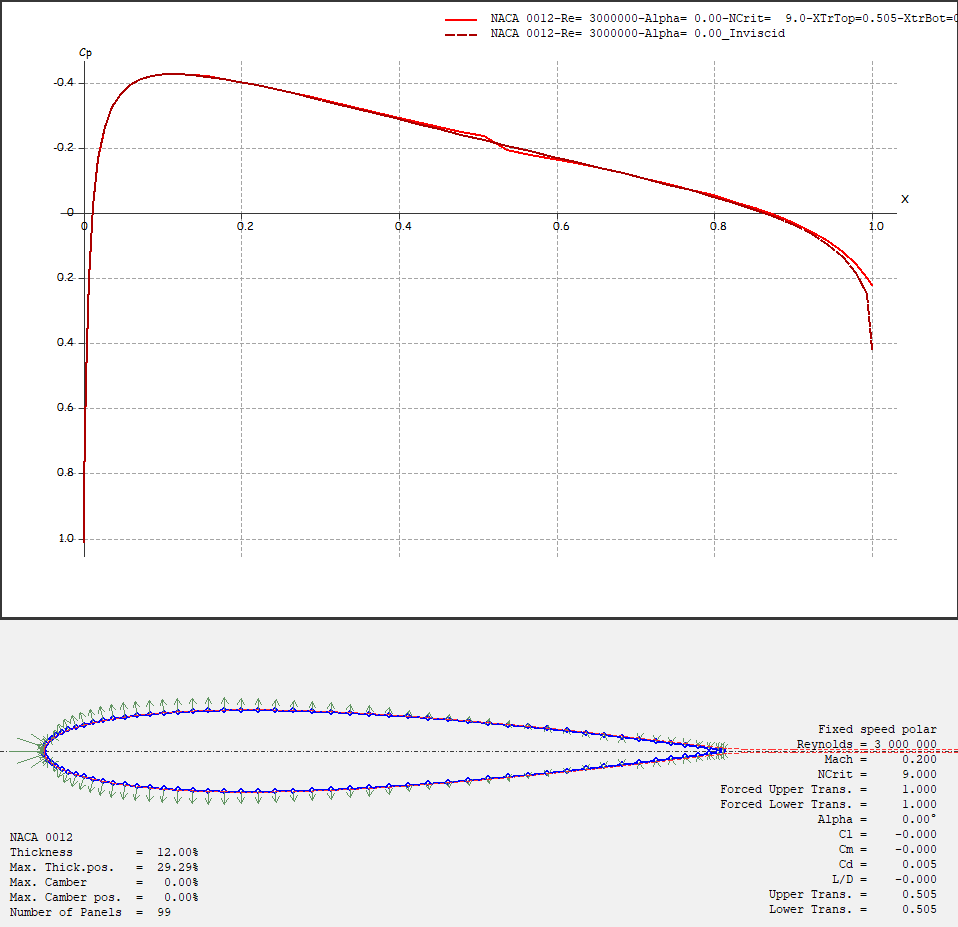 NACA 0012-Re= 3000000-Alpha= 0.00-NCrit=  9.0-XTrTop=0.505-XtrBot=0
NACA 0012-Re= 3000000-Alpha= 0.00_Inviscid
Cp
-0.4
-0.2
0
X
0 0.2 0.4 0.6 0.8 1.0
0.2
0.4
0.6
0.8
1.0
Fixed speed polar
Reynolds = 3 000 000
Mach = 0.200
NCrit = 9.000
Forced Upper Trans. = 1.000
Forced Lower Trans. = 1.000
Alpha = 0.00°
Cl = -0.000
Cm = -0.000
Cd = 0.005
L/D = -0.000
Upper Trans. = 0.505
Lower Trans. = 0.505
NACA 0012
Thickness = 12.00%
Max. Thick.pos. = 29.29%
Max. Camber = 0.00%
Max. Camber pos. = 0.00%
Number of Panels = 99